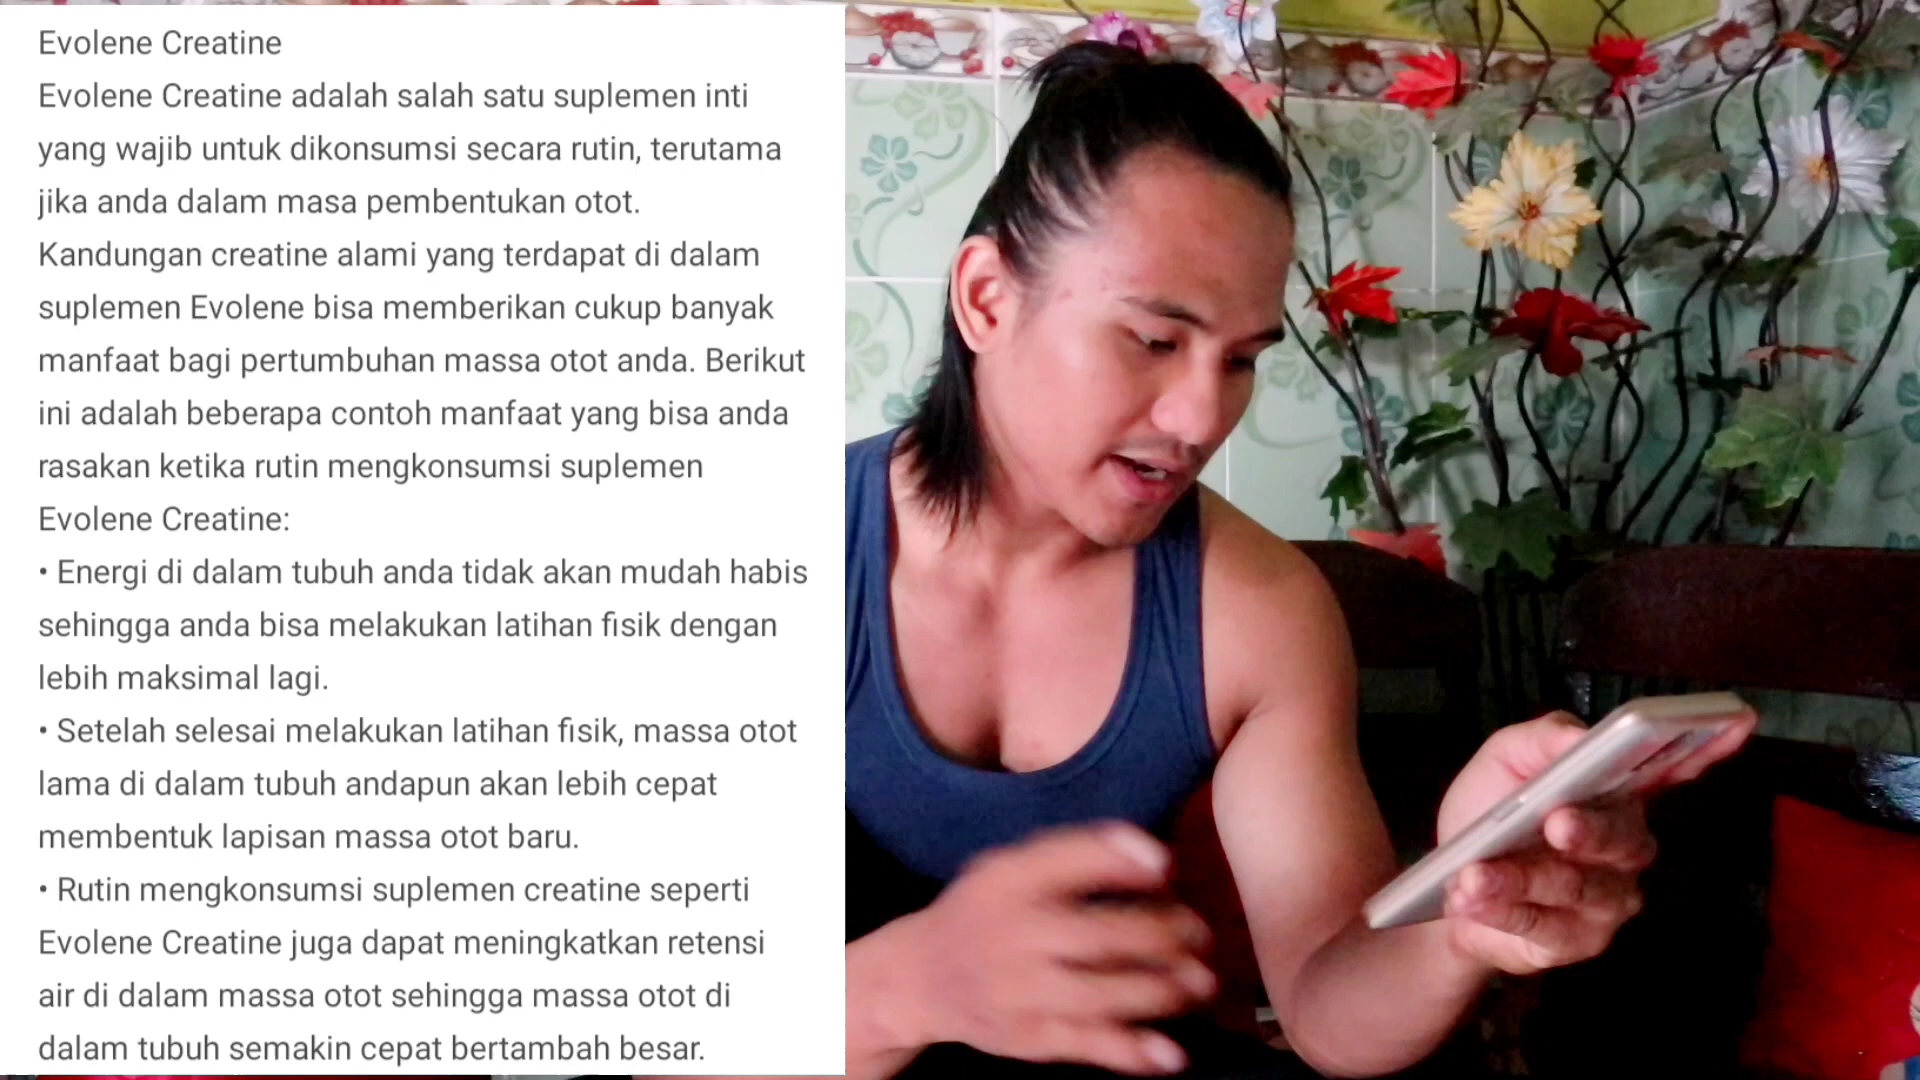 Evolene Creatine
Evolene Creatine adalah salah satu suplemen inti
yang wajib untuk dikonsumsi secara rutin, terutama
jika anda dalam masa pembentukan otot.
Kandungan creatine alami yang terdapat di dalam
suplemen Evolene bisa memberikan cukup banyak
manfaat bagi pertumbuhan massa otot anda. Berikut
ini adalah beberapa contoh manfaat yang bisa anda
rasakan ketika rutin mengkonsumsi suplemen
Evolene Creatine:
• Energi di dalam tubuh anda tidak akan mudah habis
sehingga anda bisa melakukan latihan fisik dengan
lebih maksimal lagi.
• Setelah selesai melakukan latihan fisik, massa otot
lama di dalam tubuh andapun akan lebih cepat
membentuk lapisan massa otot baru.
• Rutin mengkonsumsi suplemen creatine seperti
Evolene Creatine juga dapat meningkatkan retensi
air di dalam massa otot sehingga massa otot di
dalam tubuh semakin cepat bertambah besar.